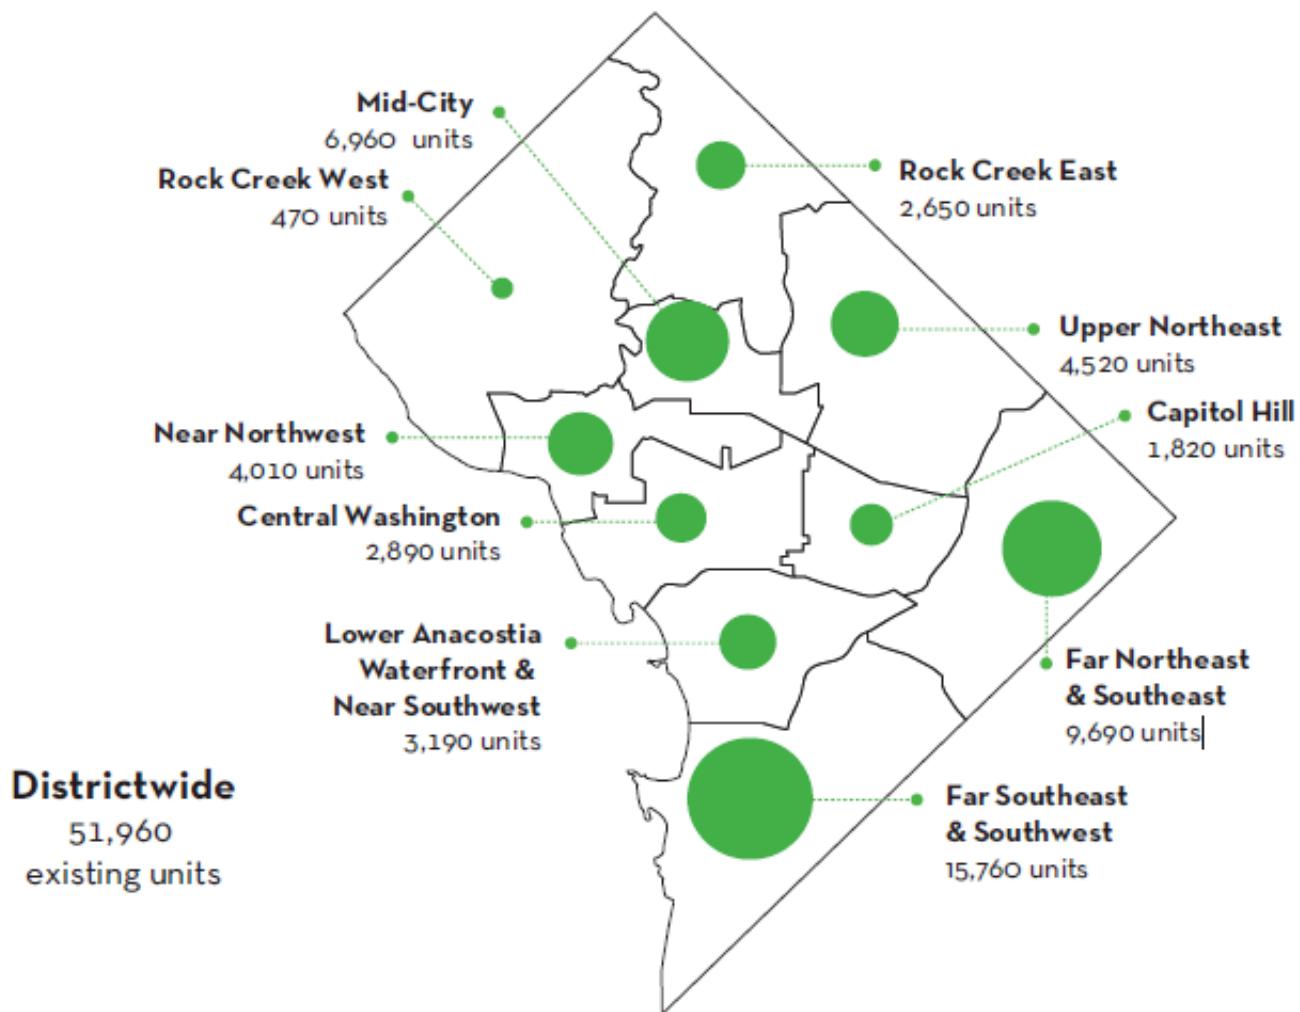 Mid-City
6,960 units
Rock Creek West
470 units
Rock Creek East
2,650 units
Upper Northeast
4,520 units
Capitol Hill
1,820 units
Near Northwest
4,010 units
Central Washington
2,890 units
Lower Anacostia
Waterfront &
Near Southwest
3,190 units
Far Northeast
& Southeast
9,690 units
Districtwide
51,960
existing units
Far Southeast
& Southwest
15,760 units